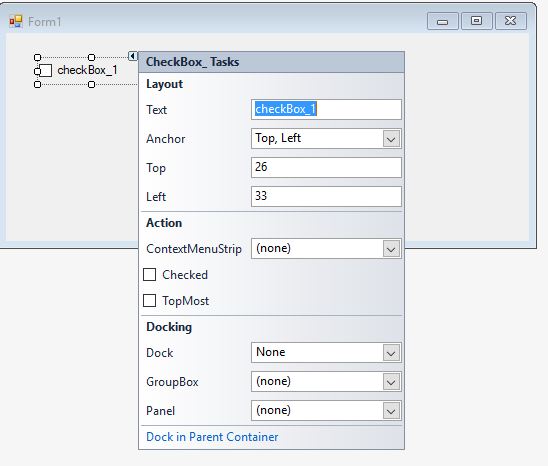 Form1
checkBox_1
CheckBox_ Tasks
Layout
Text checkBox_1
Anchor Top, Left
Top 26
Left 33
Action
ContextMenuStrip (none)
Checked
TopMost
Docking
Dock None
GroupBox (none)
Panel (none)
Dock in Parent Container